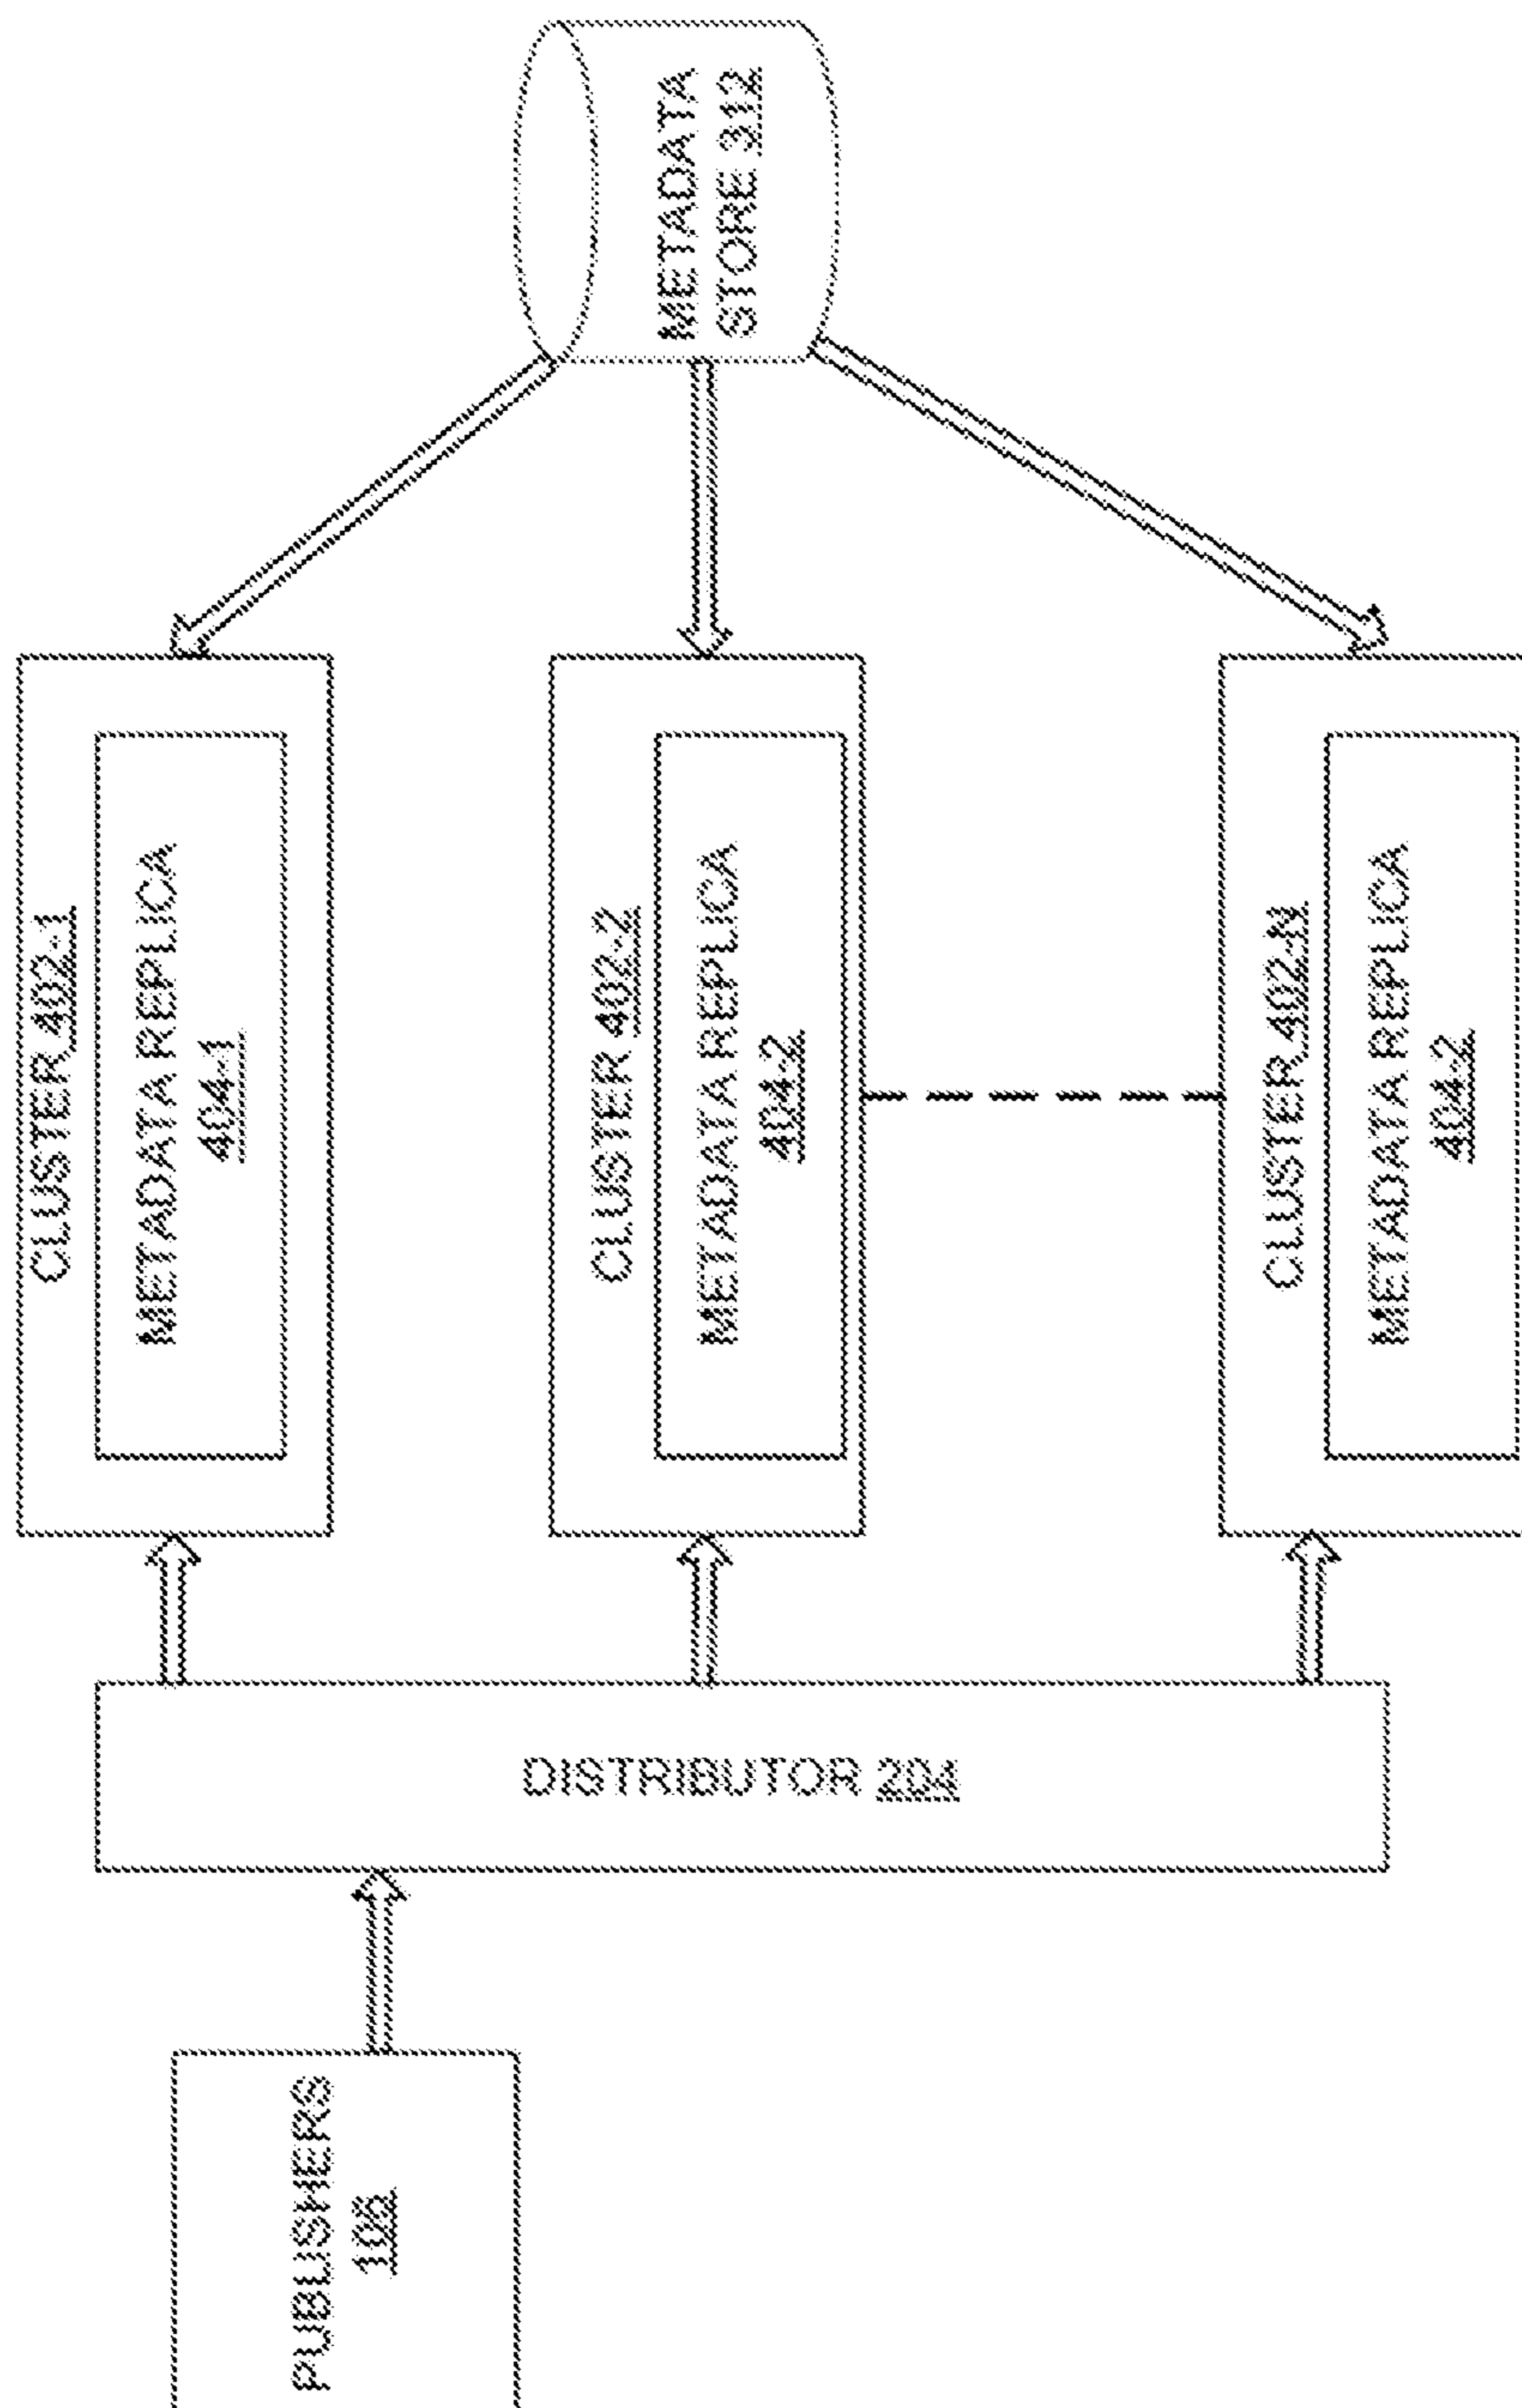 PUBLISHERS
106
DISTRIBUTOR 204
CLUSTER 402-1
METADATA REPLICA
404-1
CLUSTER 402-2
METADATA REPLICA
404-2
CLUSTER 402-N
METADATA REPLICA
404-2
METADATA
STORE 312